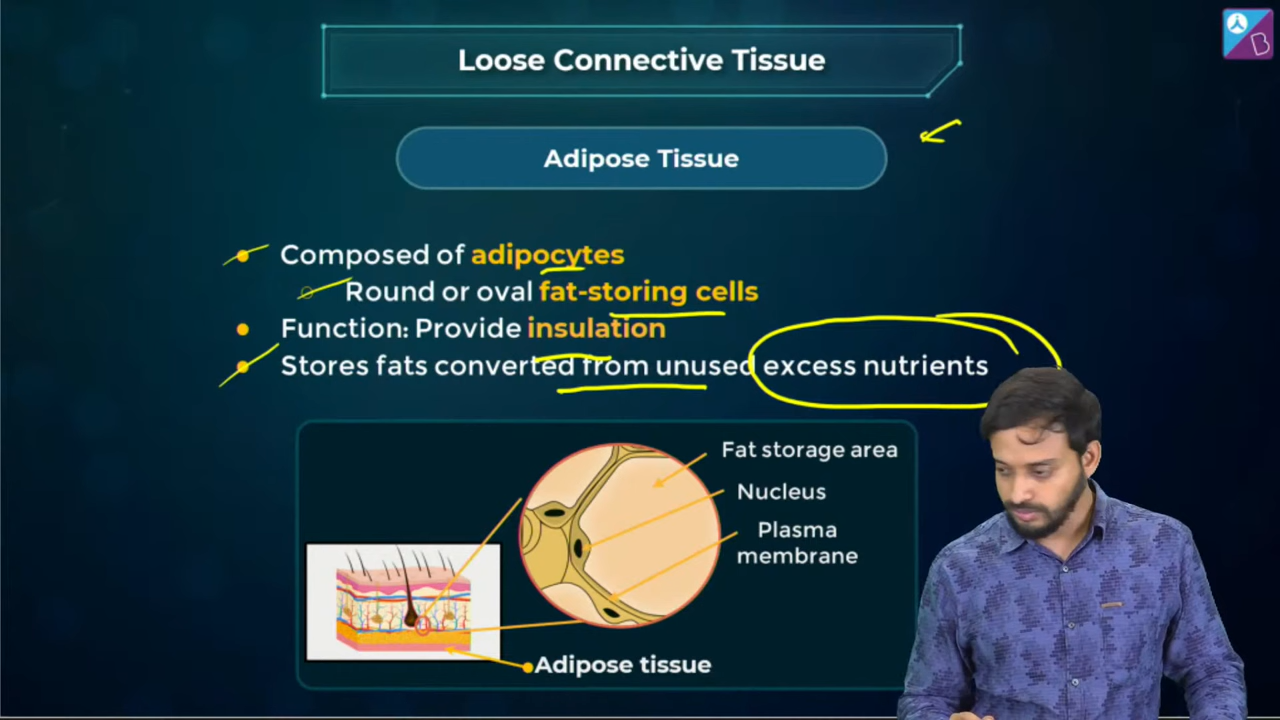 Loose Connective Tissue
Adipose Tissue
Composed of adipocytes
Round or oval fat-storing cells
Function: Provide insulation
Stores fats converted from unused excess nutrients
Fat storage area
Nucleus
Plasma
membrane
Adipose tissue
B